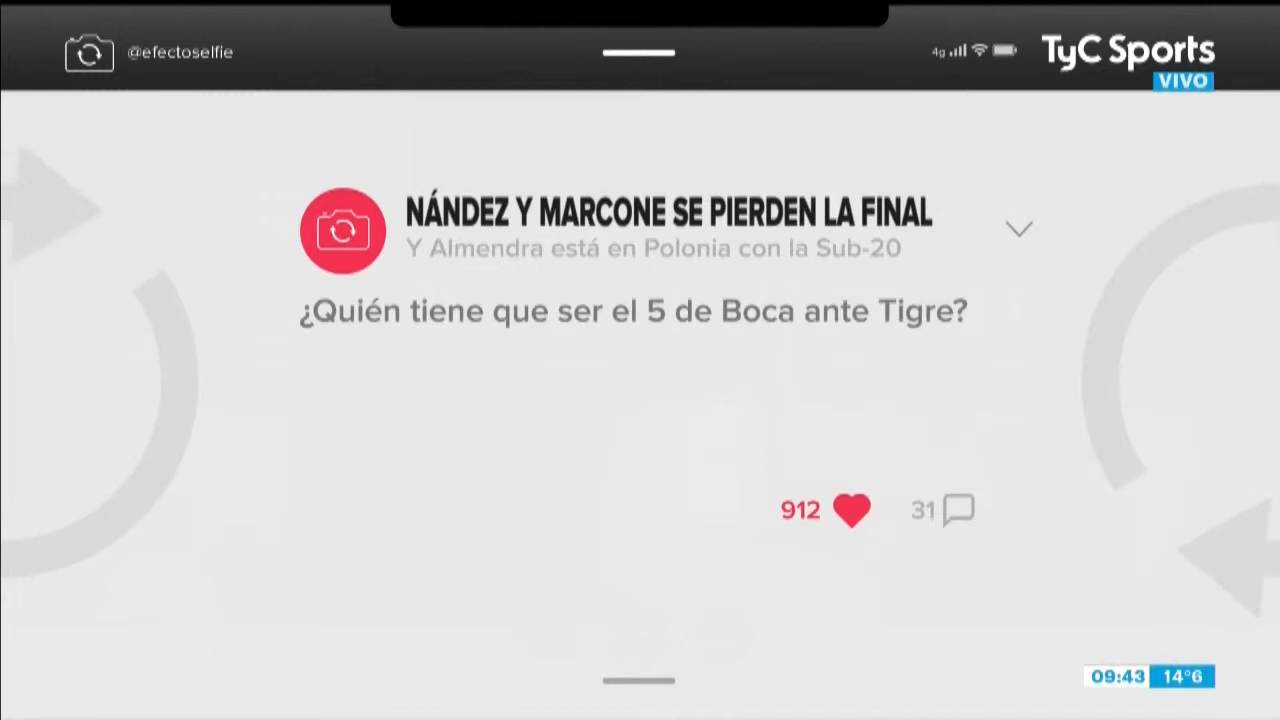 @efectoselfie
4g
TyC Sports
VIVO
NÁNDEZ Y MARCONE SE PIERDEN LA FINAL
Y Almendra está en Polonia con la Sub-20
¿Quién tiene que ser el 5 de Boca ante Tigre?
912
31
09:43 14°6